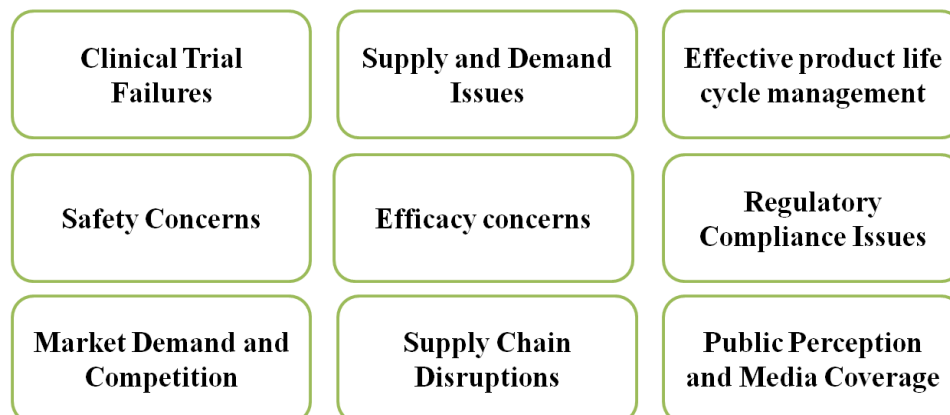 Clinical Trial
Failures
Supply and Demand
Issues
Effective product life
cycle management
Safety Concerns
Efficacy concerns
Regulatory
Compliance Issues
Market Demand and
Competition
Supply Chain
Disruptions
Public Perception
and Media Coverage